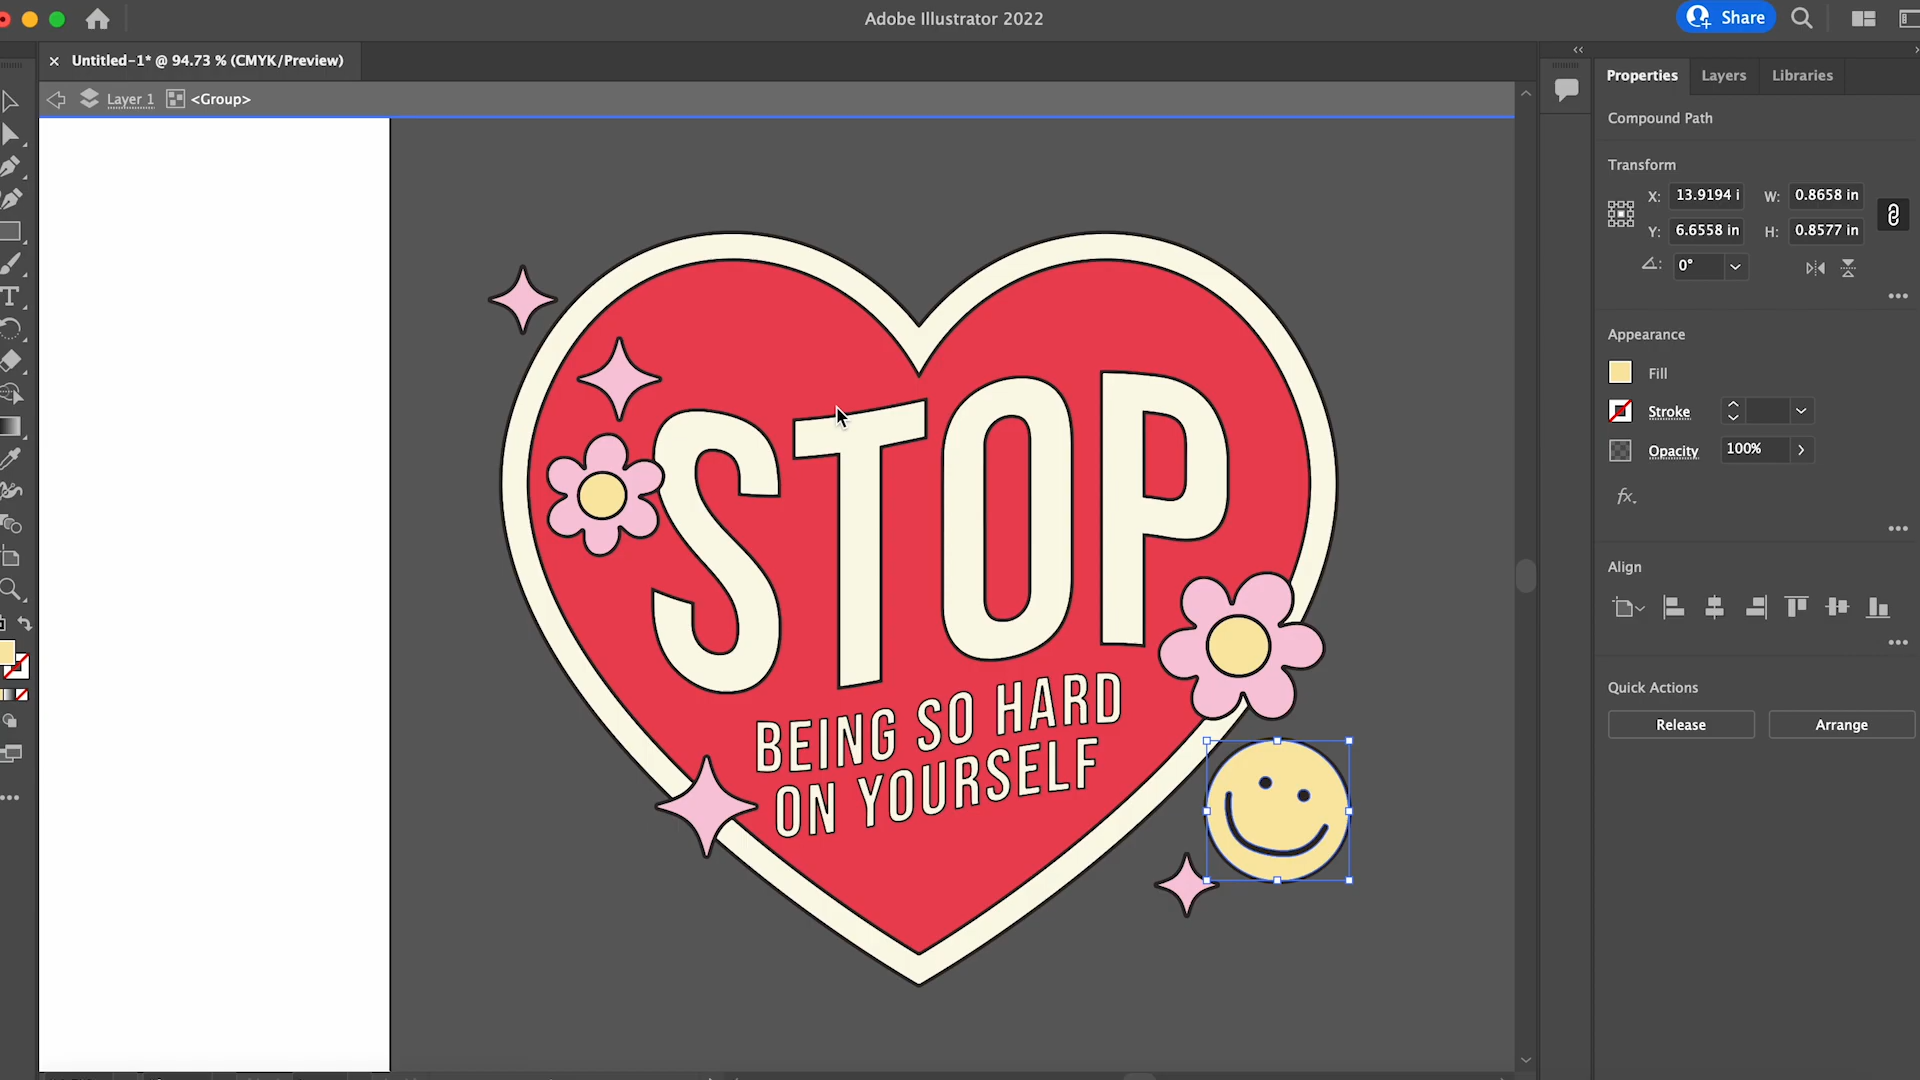 Adobe Illustrator 2022
Share
Untitled-1* @ 94.73 % (CMYK/Preview)
Layer 1
<Group>
Properties
Layers
Libraries
Compound Path
Transform
X: 13.9194 i
W: 0.8658 in
Y: 6.6558 in
H: 0.8577 in
0°
Appearance
Fill
Stroke
Opacity
100%
fx.
Align
Quick Actions
Release
Arrange
STOP
BEING SO HARD
ON YOURSELF